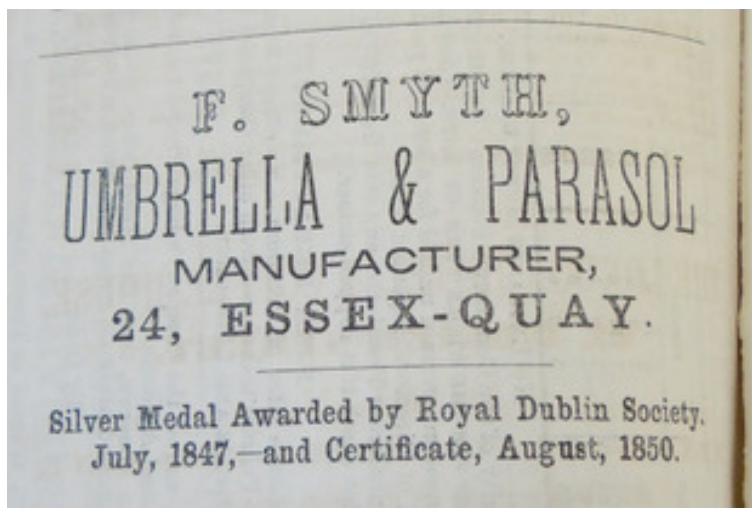 F. SMYTH,
UMBRELLA & PARASOL
MANUFACTURER,
24, ESSEX-QUAY.
Silver Medal Awarded by Royal Dublin Society,
July, 1847,—and Certificate, August, 1850.